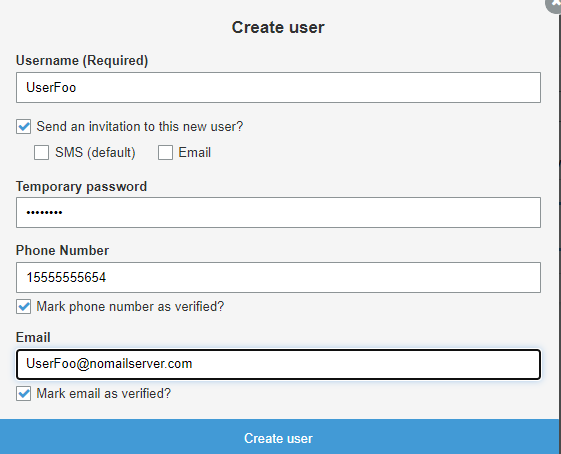 Create user
Username (Required)
UserFoo
Send an invitation to this new user?
SMS (default) Email
Temporary password
••••••••
Phone Number
15555555654
Mark phone number as verified?
Email
UserFoo@nomailserver.com
Mark email as verified?
Create user